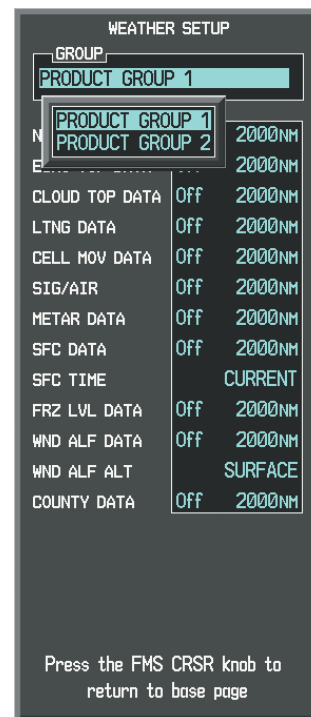 WEATHER SETUP
GROUP
PRODUCT GROUP 1
PRODUCT GROUP 1
PRODUCT GROUP 2
2000NM
2000NM
CLOUD TOP DATA Off 2000NM
LTNG DATA Off 2000NM
CELL MOV DATA Off 2000NM
SIG/AIR Off 2000NM
METAR DATA Off 2000NM
SFC DATA Off 2000NM
SFC TIME CURRENT
FRZ LVL DATA Off 2000NM
WND ALF DATA Off 2000NM
WND ALF ALT SURFACE
COUNTY DATA Off 2000NM
Press the FMS CRSR knob to
return to base page